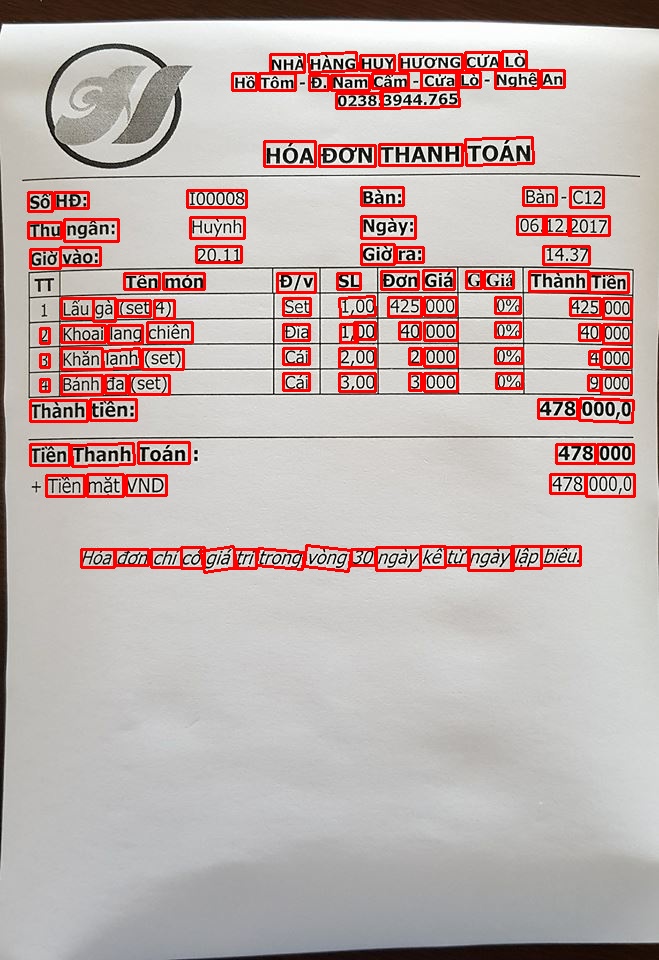 NHÀ HÀNG HUY HƯƠNG CỬA LÒ
Hồ Tôm - Đ. Nam Cấm - Cửa Lò - Nghệ An
0238.3944.765
HÓA ĐƠN THANH TOÁN
Số HĐ: I00008 Bàn: Bàn - C12
Thu ngân: Huỳnh Ngày: 06.12.2017
Giờ vào: 20.11 Giờ ra: 14.37
TT Tên món Đ/v SL Đơn Giá G Giá Thành Tiền
1 Lẩu gà (set 4) Set 1,00 425 000 0% 425 000
2 Khoai lang chiên Đĩa 1,00 40 000 0% 40 000
3 Khăn lạnh (set) Cái 2,00 2 000 0% 4 000
4 Bánh đa (set) Cái 3,00 3 000 0% 9 000
Thành tiền: 478 000,0
Tiền Thanh Toán : 478 000
+ Tiền mặt VND 478 000,0
Hóa đơn chỉ có giá trị trong vòng 30 ngày kể từ ngày lập biểu.